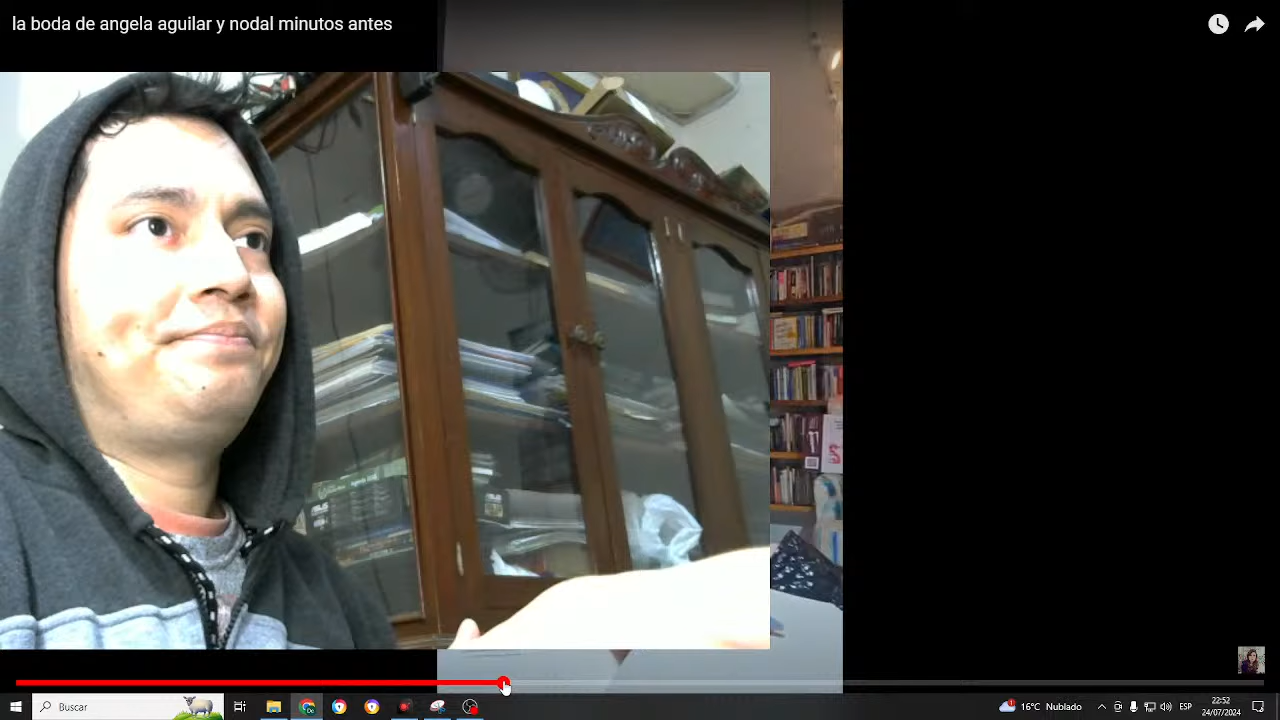 la boda de angela aguilar y nodal minutos antes
Buscar
16°C Nublado
ESP
22:52
24/07/2024